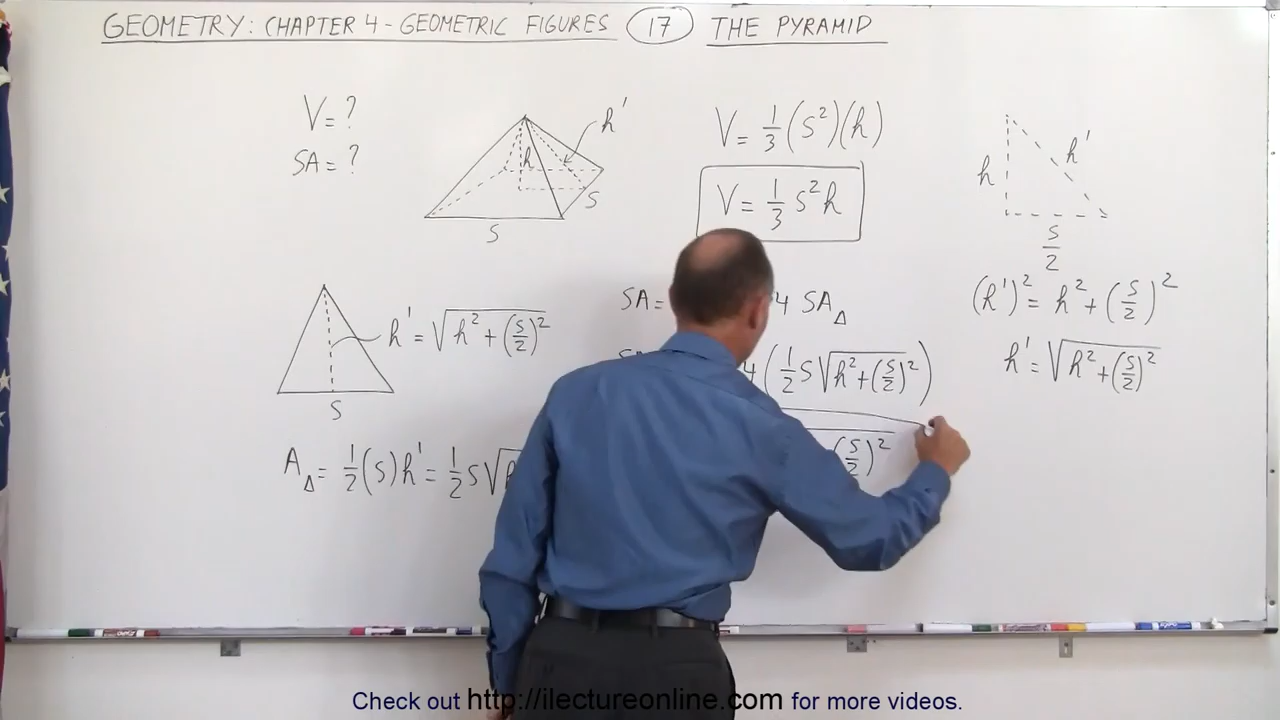 GEOMETRY: CHAPTER 4 - GEOMETRIC FIGURES (17) THE PYRAMID
V = ?
SA = ?
h'
h
s
s
V = 1/3 (s²)(h)
V = 1/3 s²h
h
h'
s/2
(h')² = h² + (s/2)²
h' = √(h² + (s/2)²)
h' = √(h² + (s/2)²)
s
A△ = 1/2 (s)h' = 1/2 s√
SA =
4 SA△
4 (1/2 s√(h² + (s/2)²))
(s/2)²
Check out http://ilectureonline.com for more videos.